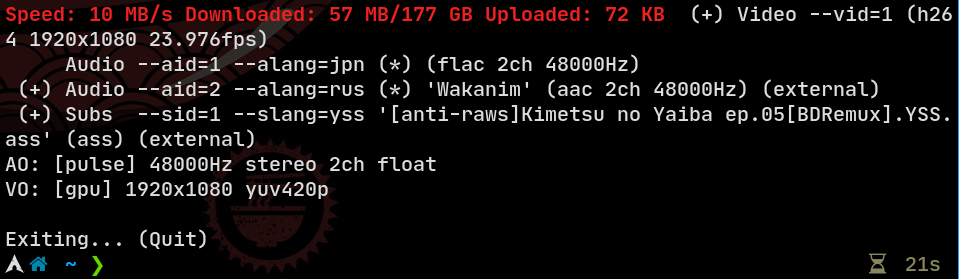 Speed: 10 MB/s Downloaded: 57 MB/177 GB Uploaded: 72 KB  (+) Video --vid=1 (h26
4 1920x1080 23.976fps)
     Audio --aid=1 --alang=jpn (*) (flac 2ch 48000Hz)
 (+) Audio --aid=2 --alang=rus (*) 'Wakanim' (aac 2ch 48000Hz) (external)
 (+) Subs  --sid=1 --slang=yss '[anti-raws]Kimetsu no Yaiba ep.05[BDRemux].YSS.
ass' (ass) (external)
AO: [pulse] 48000Hz stereo 2ch float
VO: [gpu] 1920x1080 yuv420p
Exiting... (Quit)
~ ❯ 21s